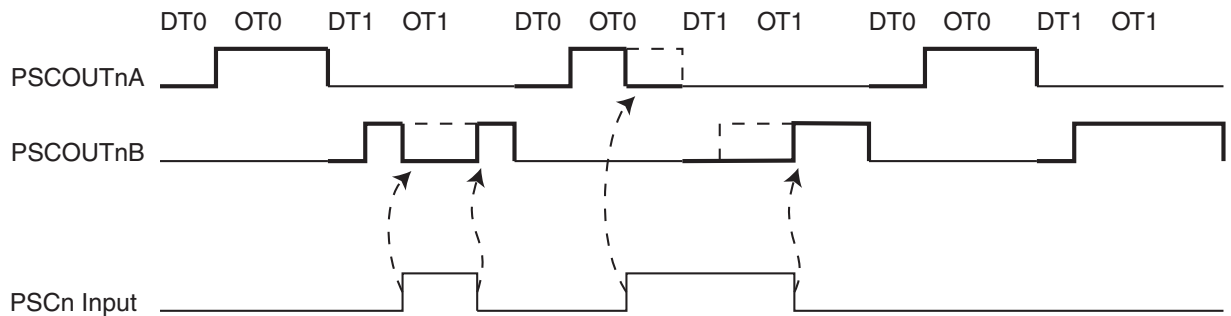 DT0 OT0 DT1 OT1 DT0 OT0 DT1 OT1 DT0 OT0 DT1 OT1
PSCOUTnA
PSCOUTnB
PSCn Input